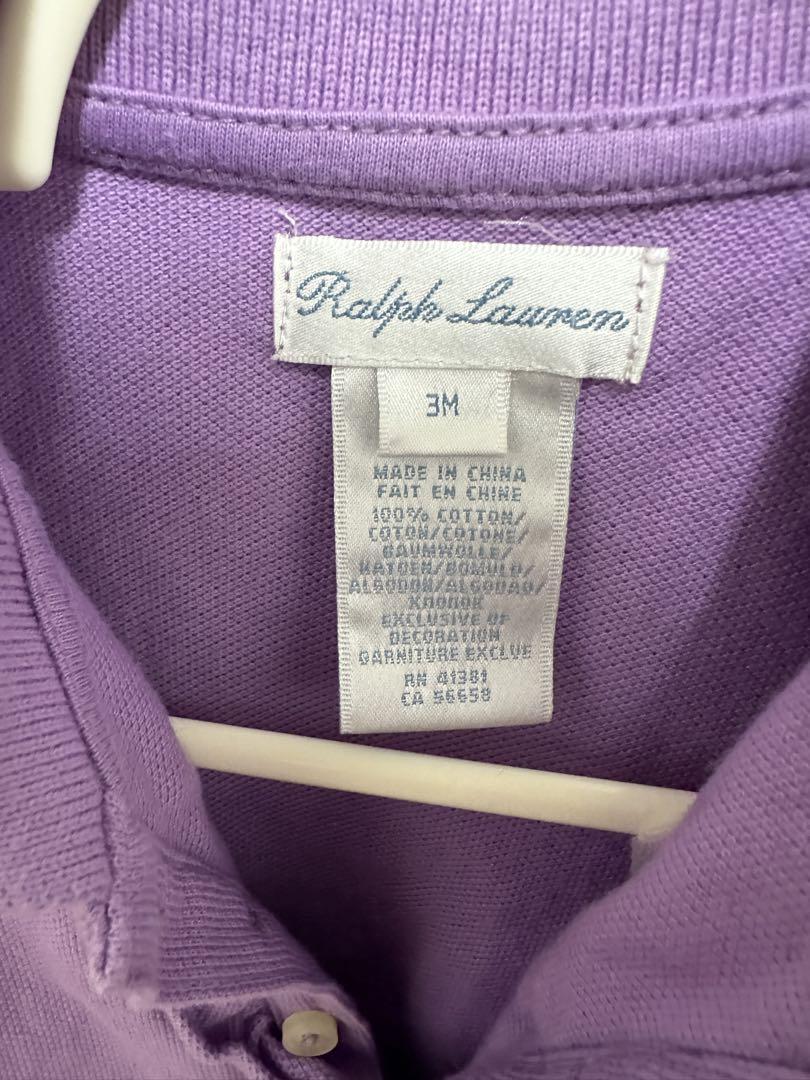 Ralph Lauren
3M
MADE IN CHINA
FAIT EN CHINE
100% COTTON/
COTON/COTONE/
BAUMWOLLE/
KATOEN/BOMULD/
ALGODON/ALGODAO/
ХЛОПОК
EXCLUSIVE OF
DECORATION
GARNITURE EXCLUE
RN 41381
CA 56658